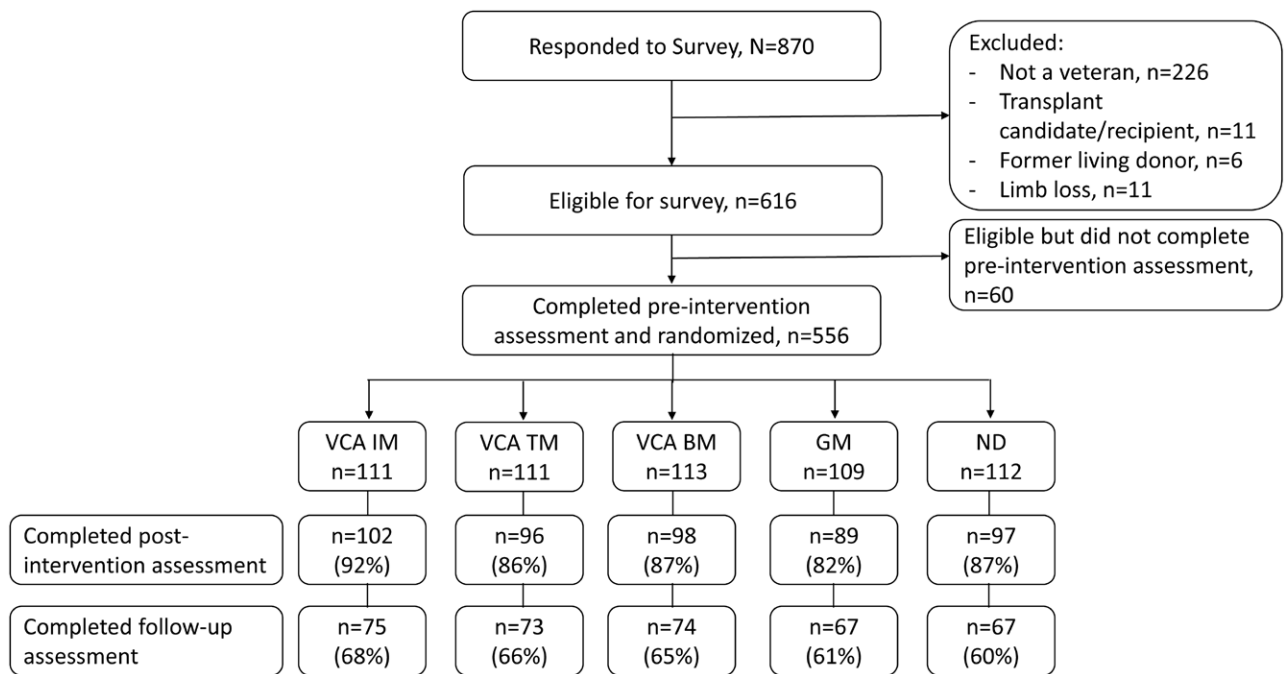 Responded to Survey, N=870
Excluded:
- Not a veteran, n=226
- Transplant
candidate/recipient, n=11
- Former living donor, n=6
- Limb loss, n=11
Eligible for survey, n=616
Eligible but did not complete
pre-intervention assessment,
n=60
Completed pre-intervention
assessment and randomized, n=556
VCA IM
n=111
VCA TM
n=111
VCA BM
n=113
GM
n=109
ND
n=112
Completed post-
intervention assessment
n=102
(92%)
n=96
(86%)
n=98
(87%)
n=89
(82%)
n=97
(87%)
Completed follow-up
assessment
n=75
(68%)
n=73
(66%)
n=74
(65%)
n=67
(61%)
n=67
(60%)